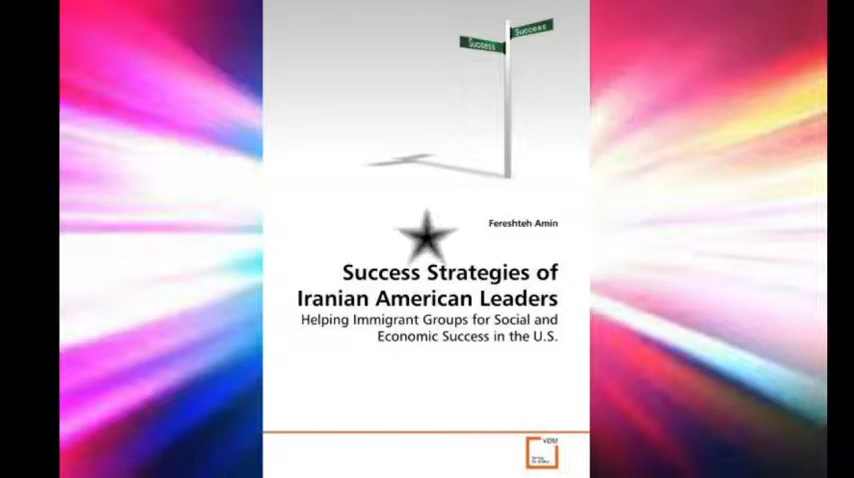 Success
Success
Fereshteh Amin
Success Strategies of
Iranian American Leaders
Helping Immigrant Groups for Social and
Economic Success in the U.S.
VDM